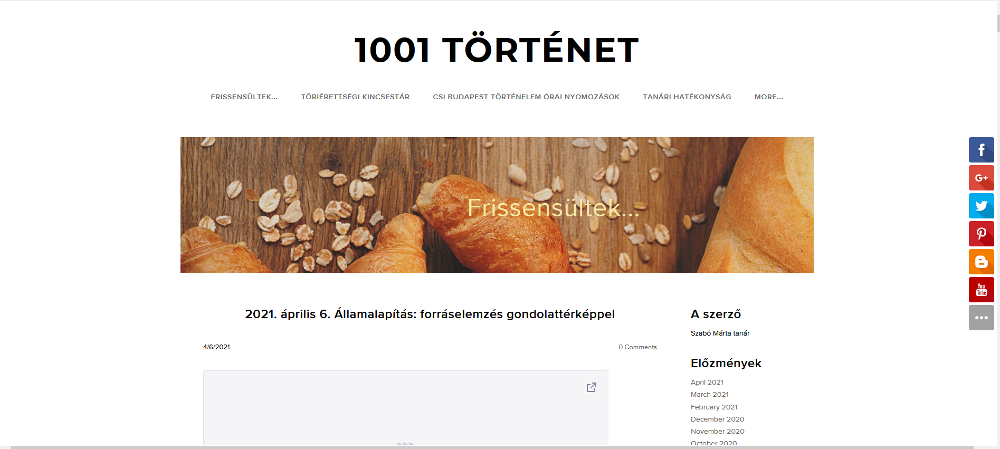 1001 TÖRTÉNET
FRISSENSÜLTEK... TÖRIÉRETTSÉGI KINCSESTÁR CSI BUDAPEST TÖRTÉNELEM ÓRAI NYOMOZÁSOK TANÁRI HATÉKONYSÁG MORE...
Frissensültek...
2021. április 6. Államalapítás: forráselemzés gondolattérképpel
4/6/2021
0 Comments
A szerző
Szabó Márta tanár
Előzmények
April 2021
March 2021
February 2021
December 2020
November 2020
October 2020
G+
You
Tube